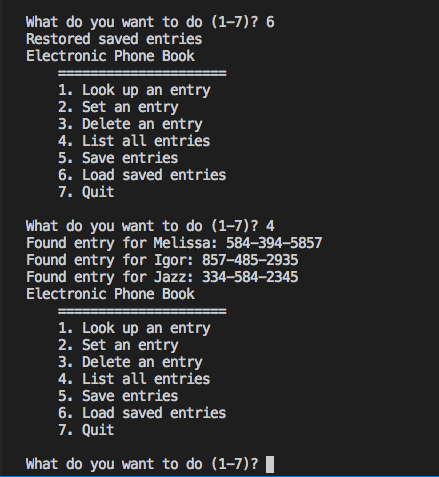 What do you want to do (1-7)? 6
Restored saved entries
Electronic Phone Book
=====================
1. Look up an entry
2. Set an entry
3. Delete an entry
4. List all entries
5. Save entries
6. Load saved entries
7. Quit
What do you want to do (1-7)? 4
Found entry for Melissa: 584-394-5857
Found entry for Igor: 857-485-2935
Found entry for Jazz: 334-584-2345
Electronic Phone Book
=====================
1. Look up an entry
2. Set an entry
3. Delete an entry
4. List all entries
5. Save entries
6. Load saved entries
7. Quit
What do you want to do (1-7)?